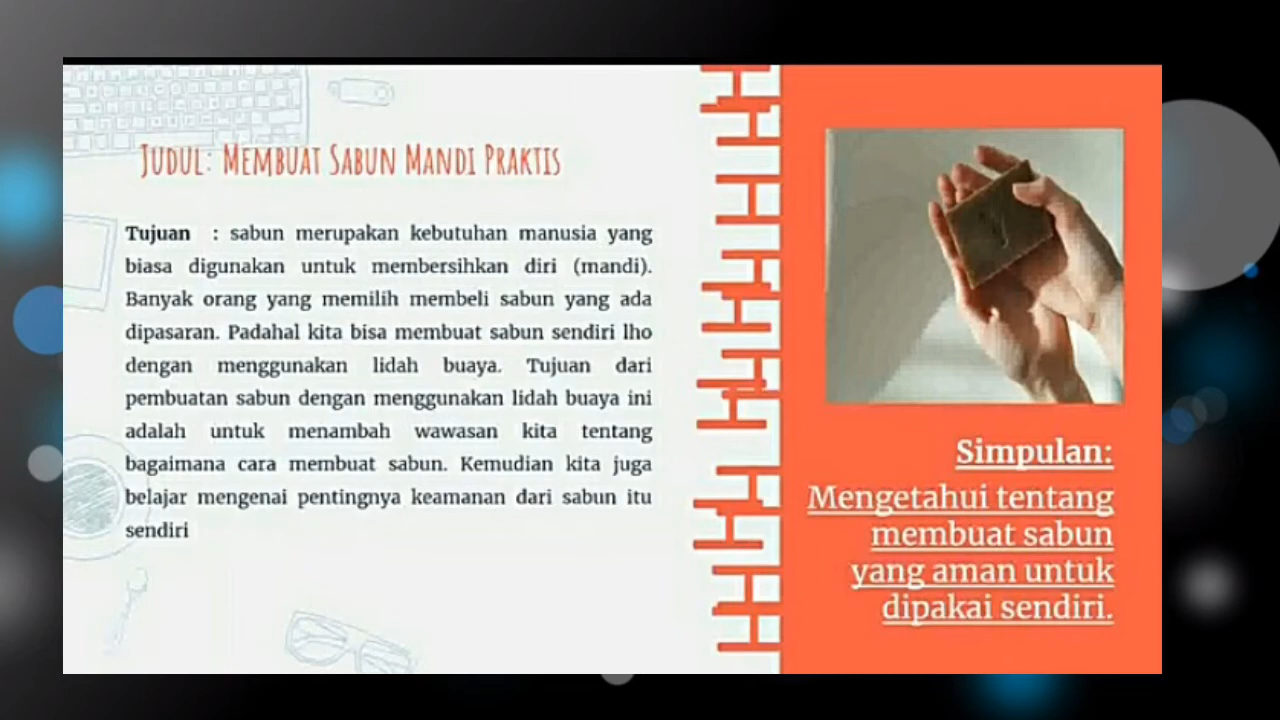 JUDUL: MEMBUAT SABUN MANDI PRAKTIS
Tujuan : sabun merupakan kebutuhan manusia yang
biasa digunakan untuk membersihkan diri (mandi).
Banyak orang yang memilih membeli sabun yang ada
dipasaran. Padahal kita bisa membuat sabun sendiri lho
dengan menggunakan lidah buaya. Tujuan dari
pembuatan sabun dengan menggunakan lidah buaya ini
adalah untuk menambah wawasan kita tentang
bagaimana cara membuat sabun. Kemudian kita juga
belajar mengenai pentingnya keamanan dari sabun itu
sendiri
Simpulan:
Mengetahui tentang
membuat sabun
yang aman untuk
dipakai sendiri.